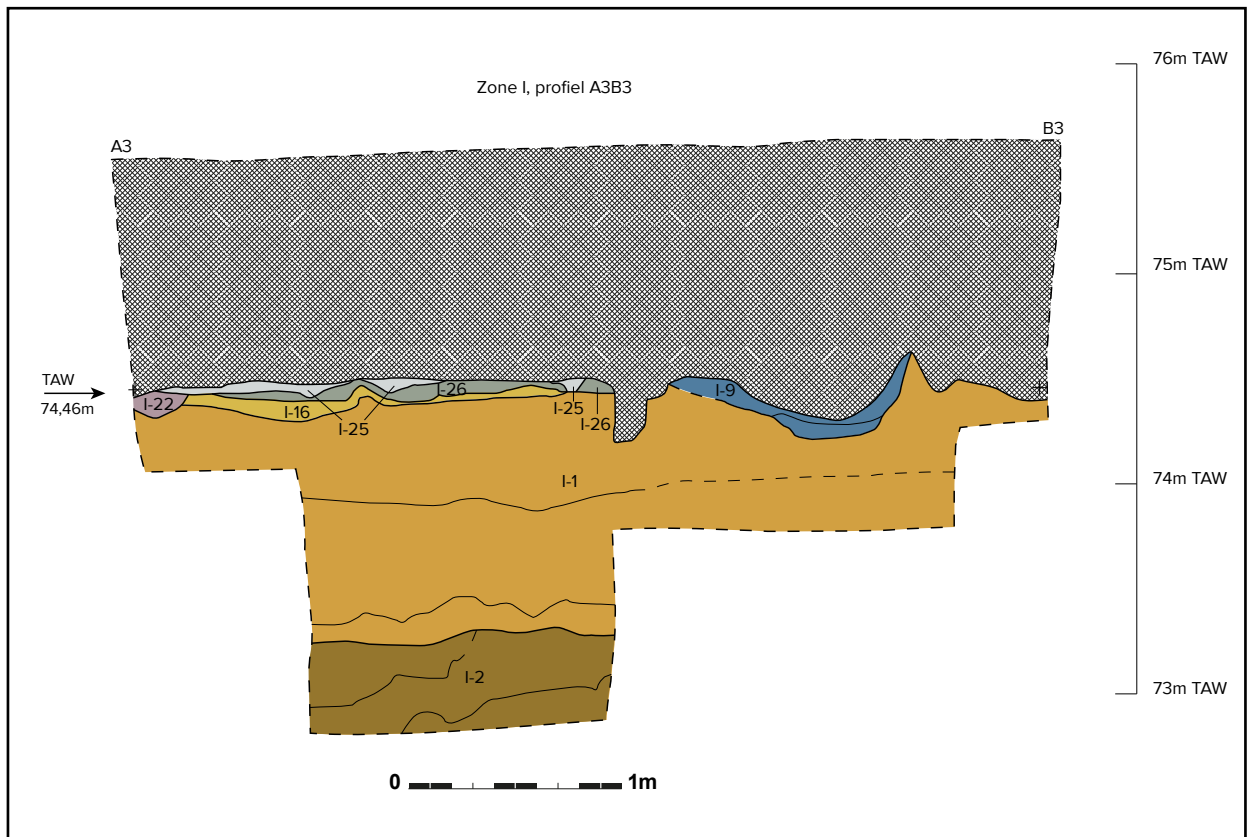 76m TAW
Zone I, profiel A3B3
A3
B3
75m TAW
TAW
74,46m
I-22
I-16
I-25
I-26
I-25
I-26
I-9
74m TAW
I-1
I-2
73m TAW
0 1m